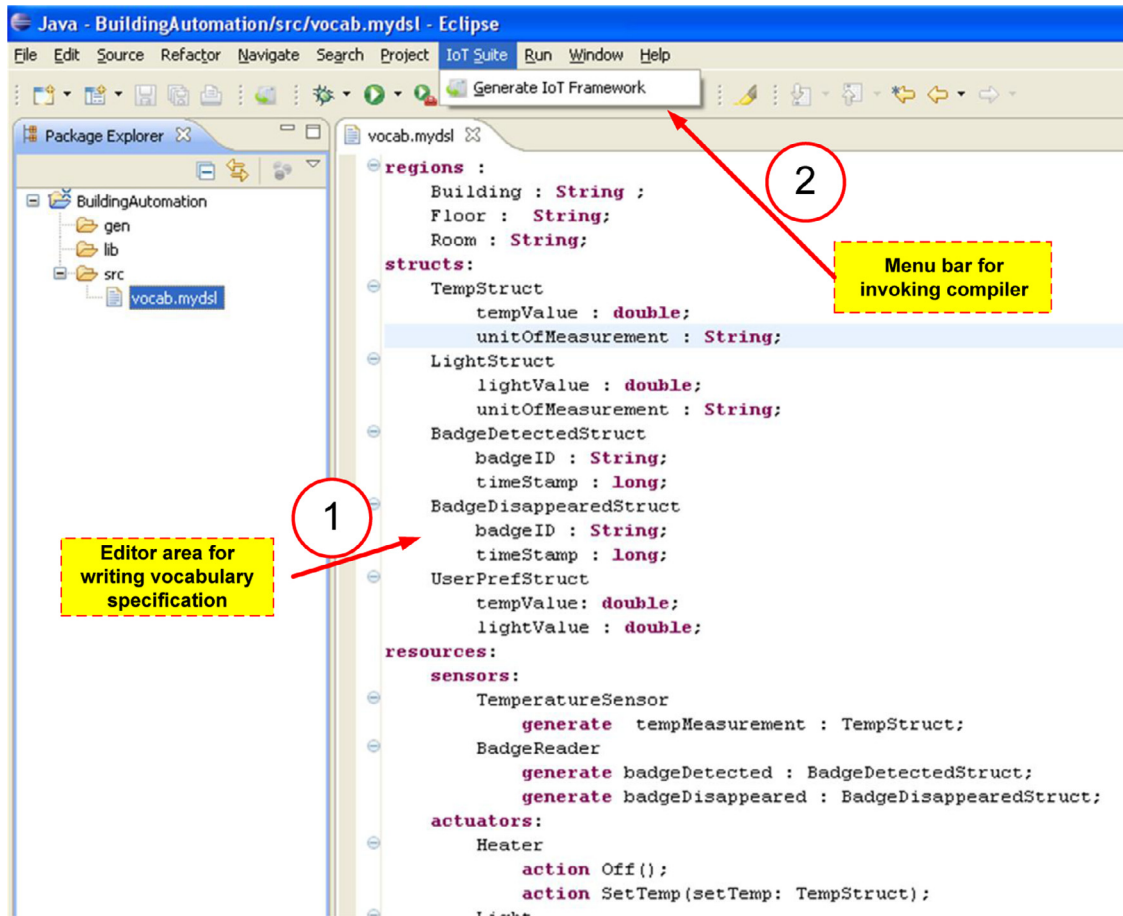 Java - BuildingAutomation/src/vocab.mydsl - Eclipse
File Edit Source Refactor Navigate Search Project IoT Suite Run Window Help
Generate IoT Framework
Package Explorer
BuildingAutomation
gen
lib
src
vocab.mydsl
vocab.mydsl
regions :
Building : String ;
Floor :  String;
Room : String;
structs:
TempStruct
tempValue : double;
unitOfMeasurement : String;
LightStruct
lightValue : double;
unitOfMeasurement : String;
BadgeDetectedStruct
badgeID : String;
timeStamp : long;
BadgeDisappearedStruct
badgeID : String;
timeStamp : long;
UserPrefStruct
tempValue: double;
lightValue : double;
resources:
sensors:
TemperatureSensor
generate  tempMeasurement : TempStruct;
BadgeReader
generate badgeDetected : BadgeDetectedStruct;
generate badgeDisappeared : BadgeDisappearedStruct;
actuators:
Heater
action Off();
action SetTemp(setTemp: TempStruct);
Light
1
Editor area for
writing vocabulary
specification
2
Menu bar for
invoking compiler